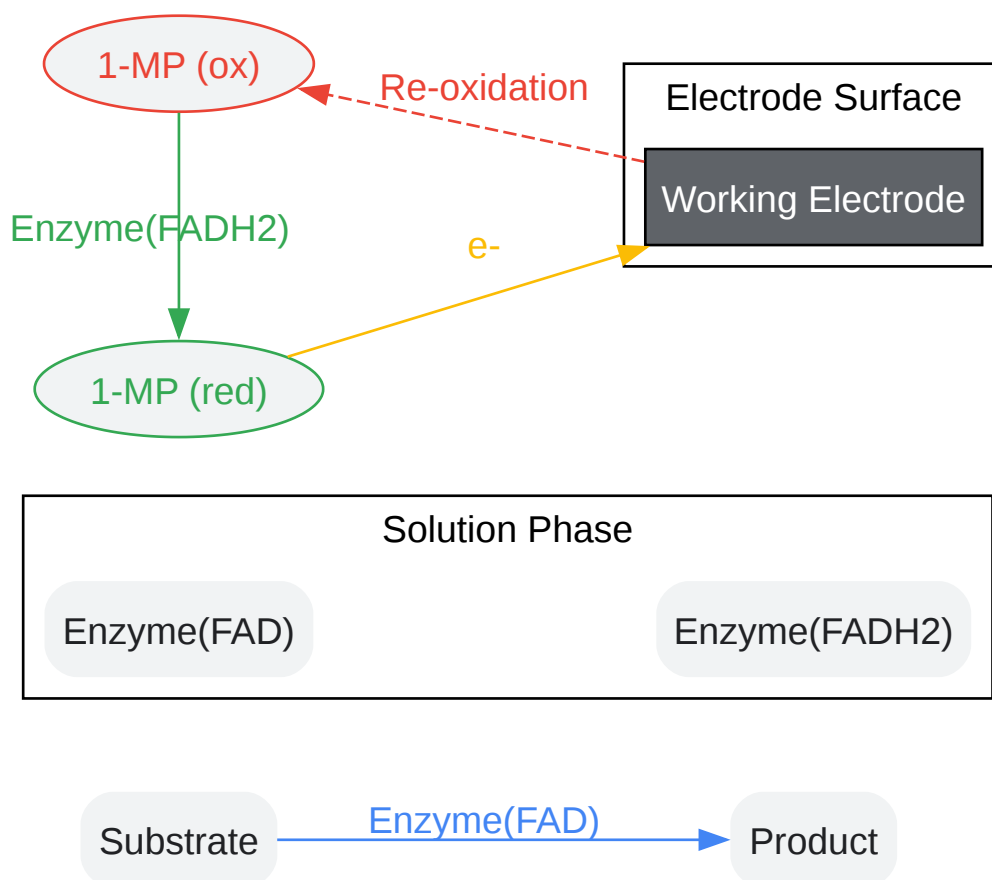 1-MP (ox)
Re-oxidation
Electrode Surface
Working Electrode
Enzyme(FADH2)
e-
1-MP (red)
Solution Phase
Enzyme(FAD)
Enzyme(FADH2)
Substrate
Enzyme(FAD)
Product